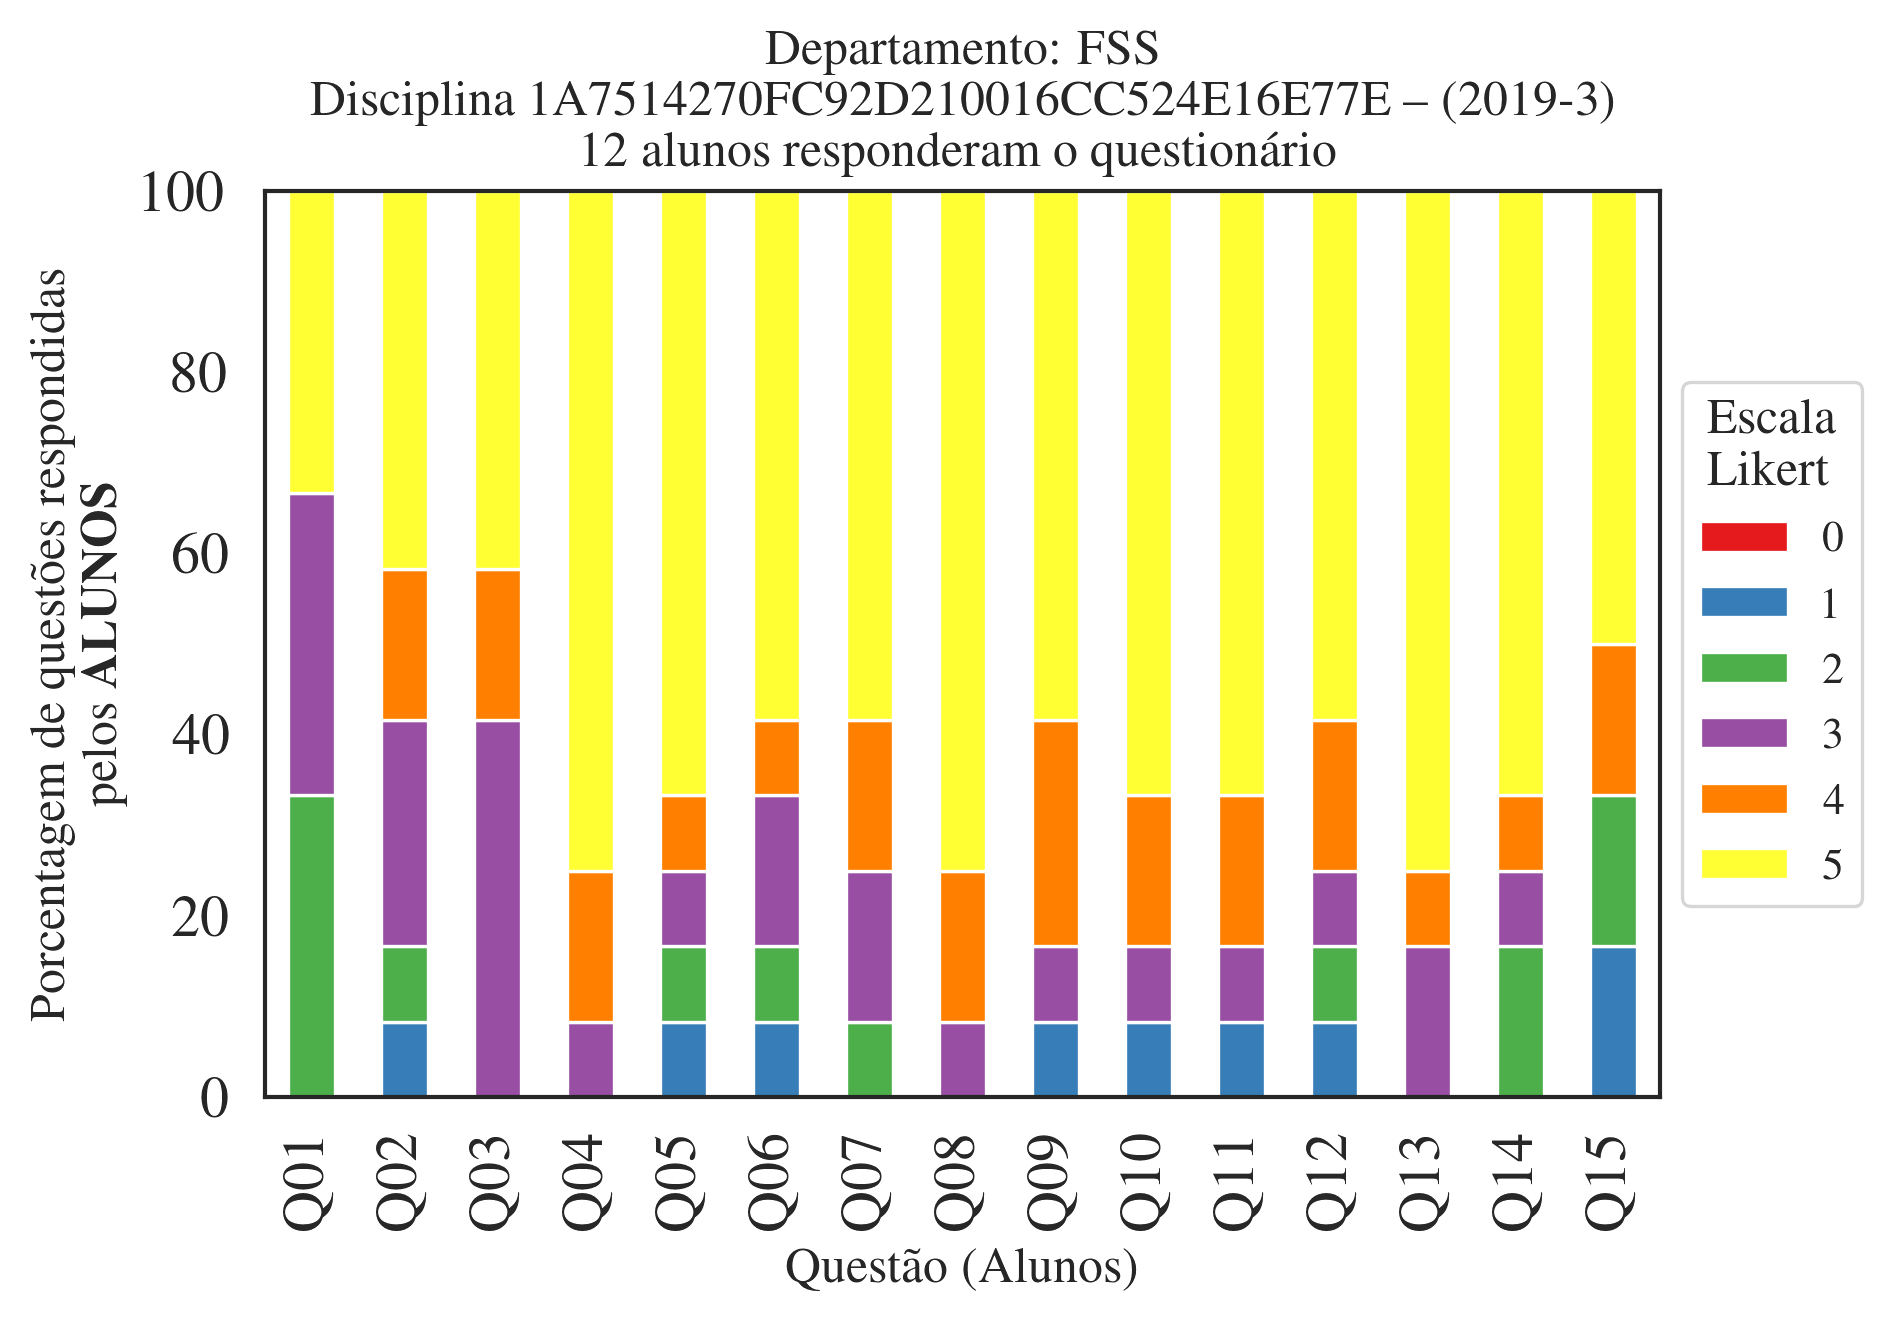 Departamento: FSS
Disciplina 1A7514270FC92D210016CC524E16E77E – (2019-3)
12 alunos responderam o questionário
Porcentagem de questões respondidas
pelos ALUNOS
100
80
60
40
20
0
Q01
Q02
Q03
Q04
Q05
Q06
Q07
Q08
Q09
Q10
Q11
Q12
Q13
Q14
Q15
Questão (Alunos)
Escala
Likert
0
1
2
3
4
5